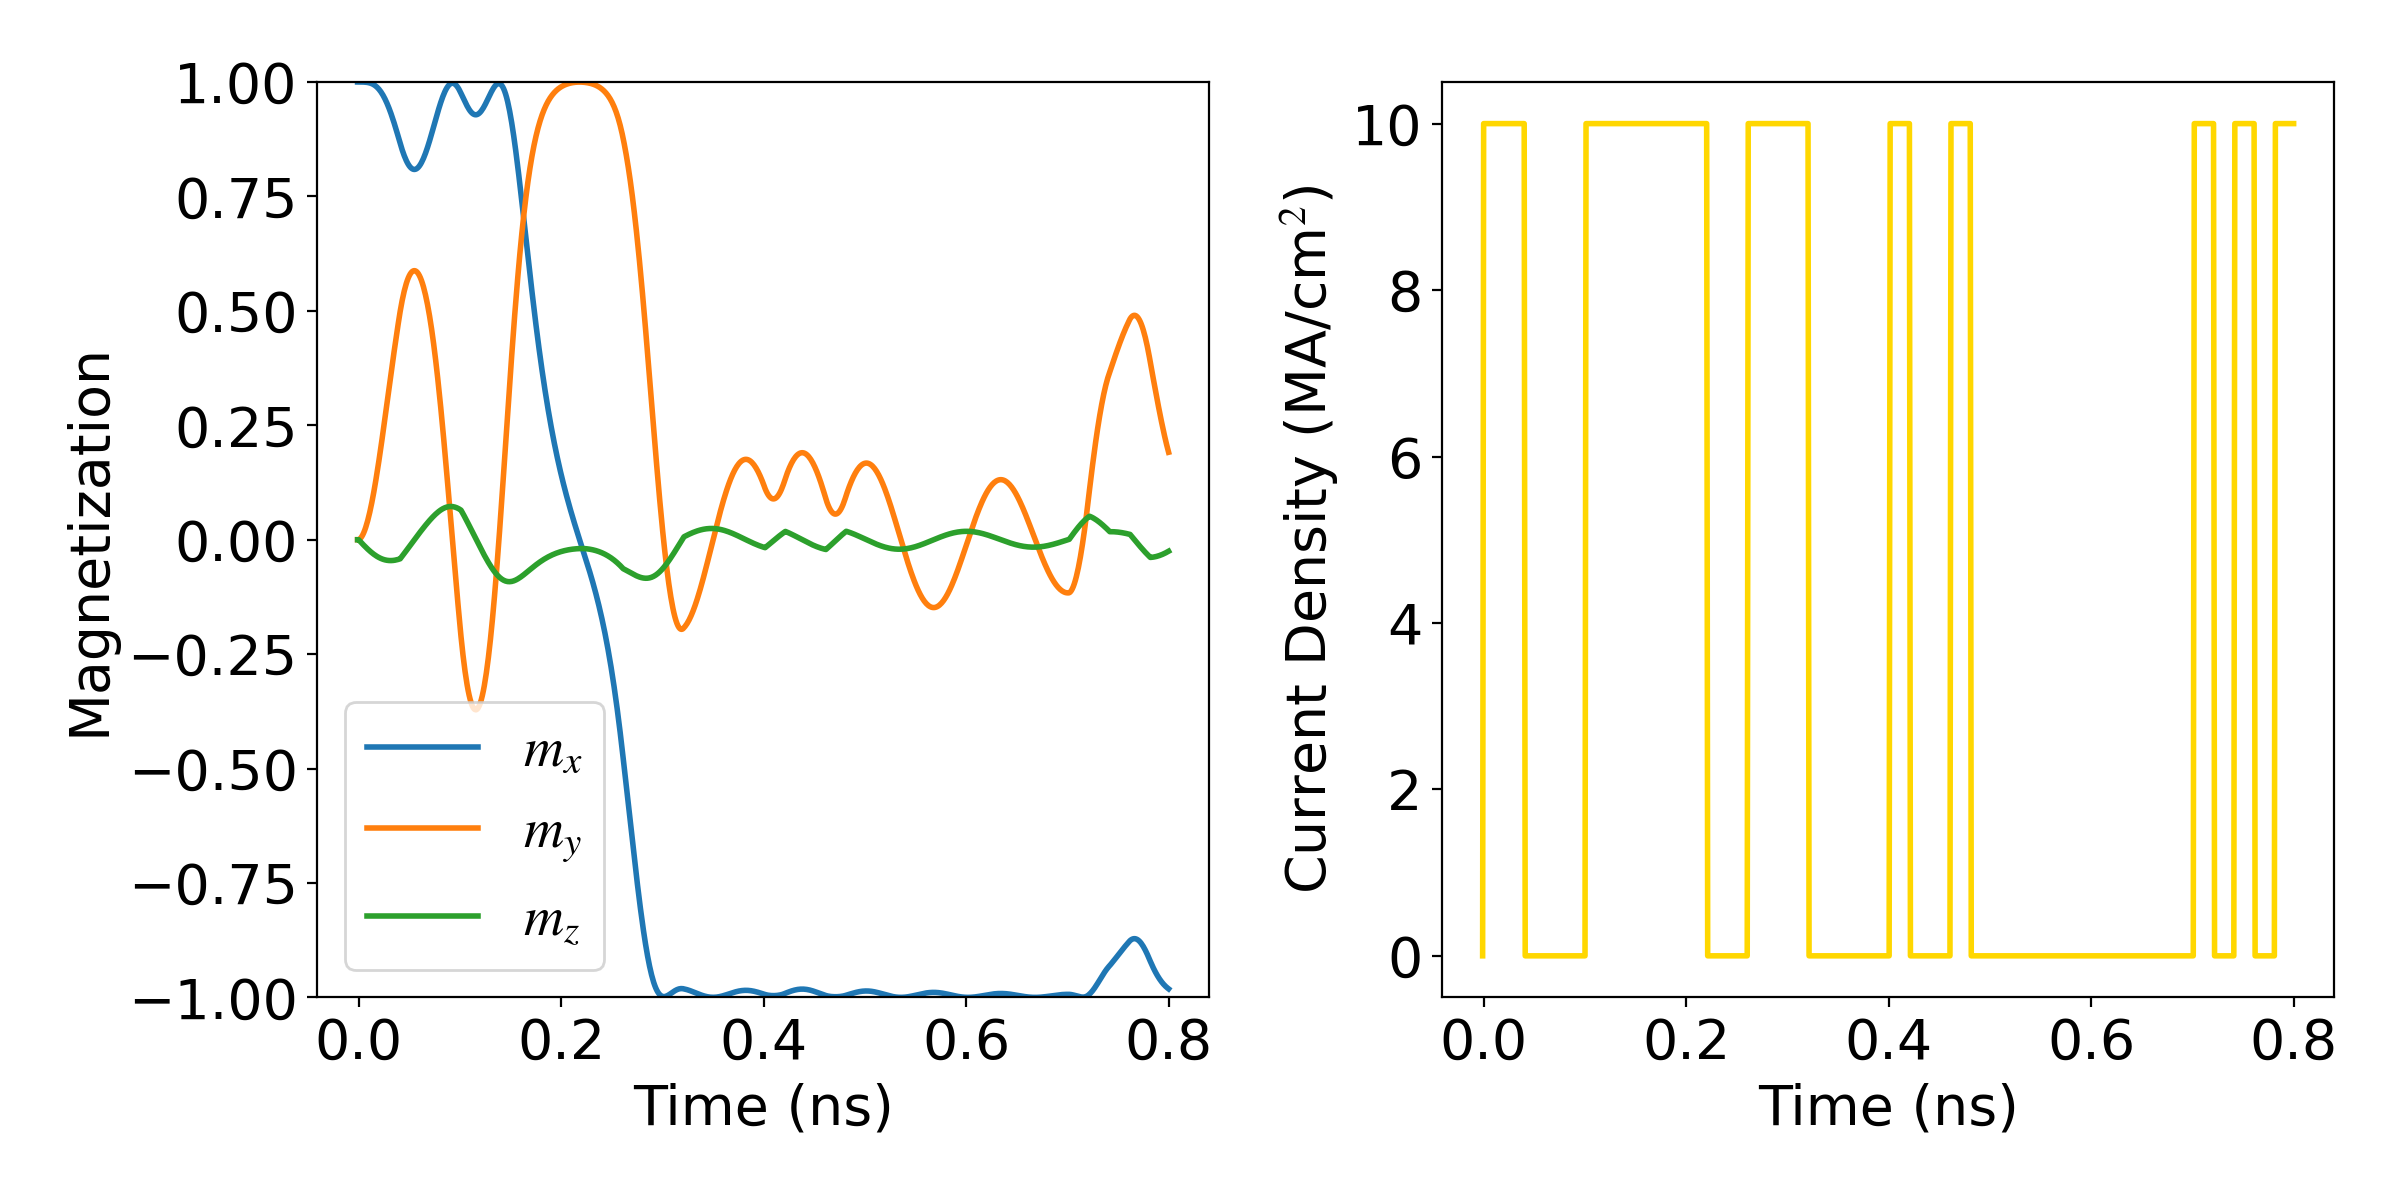 1.00
0.75
0.50
0.25
0.00
−0.25
−0.50
−0.75
−1.00
Magnetization
0.0 0.2 0.4 0.6 0.8
Time (ns)
m_x
m_y
m_z
10
8
6
4
2
0
Current Density (MA/cm²)
0.0 0.2 0.4 0.6 0.8
Time (ns)